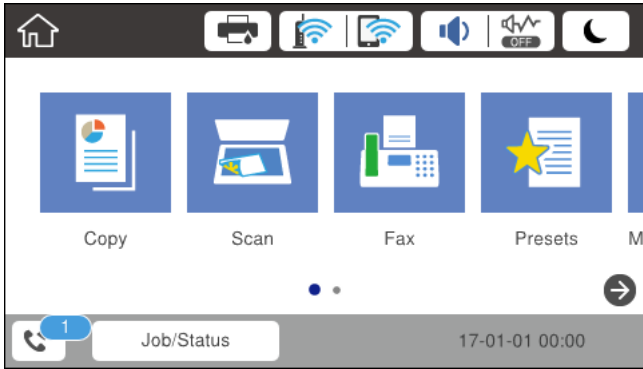 OFF
Copy
Scan
Fax
Presets
M
1
Job/Status
17-01-01 00:00